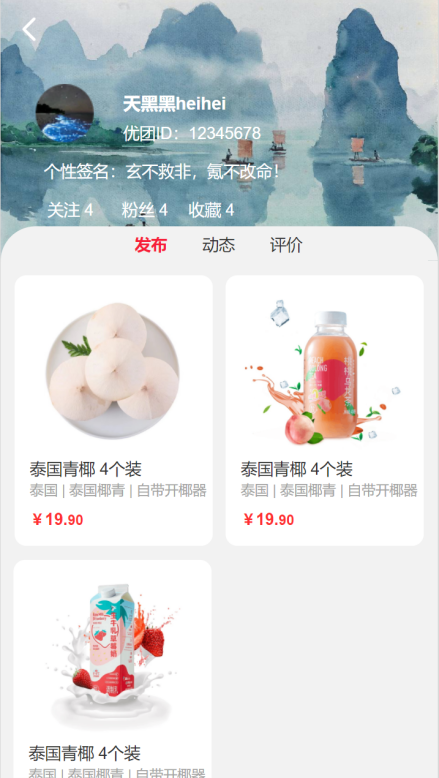 天黑黑heihei
优团ID：12345678
个性签名：玄不救非，氪不改命！
关注 4 粉丝 4 收藏 4
发布 动态 评价
泰国青椰 4个装
泰国 | 泰国椰青 | 自带开椰器
￥19.90
泰国青椰 4个装
泰国 | 泰国椰青 | 自带开椰器
￥19.90
泰国青椰 4个装
泰国 | 泰国椰青 | 自带开椰器